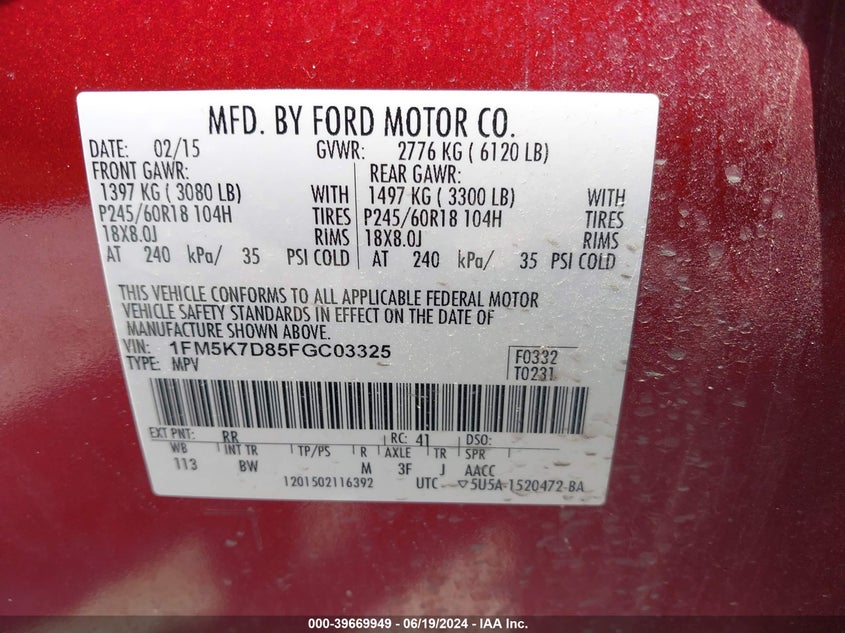 MFD. BY FORD MOTOR CO.
DATE: 02/15 GVWR: 2776 KG ( 6120 LB)
FRONT GAWR: REAR GAWR:
1397 KG ( 3080 LB) WITH 1497 KG ( 3300 LB) WITH
P245/60R18 104H TIRES P245/60R18 104H TIRES
18X8.0J RIMS 18X8.0J RIMS
AT 240 kPa/ 35 PSI COLD AT 240 kPa/ 35 PSI COLD
THIS VEHICLE CONFORMS TO ALL APPLICABLE FEDERAL MOTOR
VEHICLE SAFETY STANDARDS IN EFFECT ON THE DATE OF
MANUFACTURE SHOWN ABOVE.
VIN: 1FM5K7D85FGC03325 F0332
TYPE: MPV T0231
EXT PNT: RR RC: 41 DSO:
WB INT TR TP/PS R AXLE TR SPR
113 BW M 3F J AACC
1201502116392 UTC ▽5U5A-1520472-BA
000-39669949 - 06/19/2024 - IAA Inc.